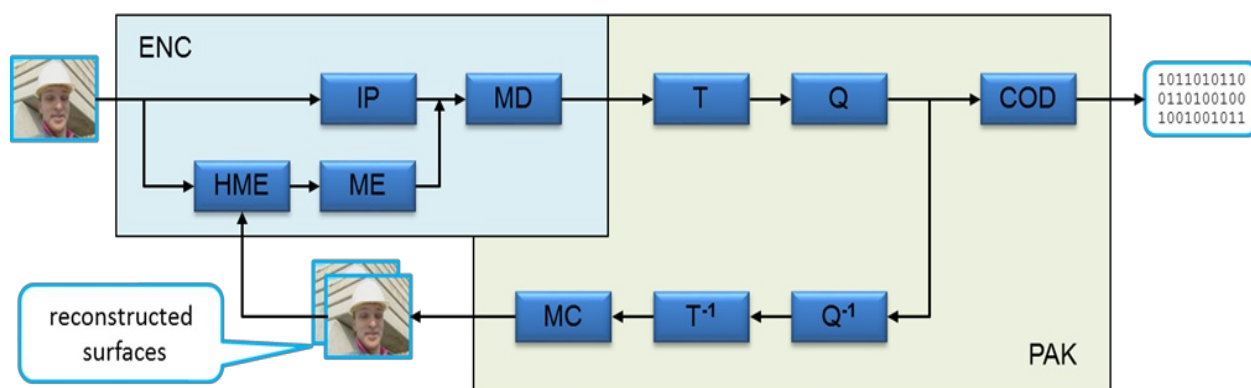 ENC
IP
MD
T
Q
COD
1011010110
0110100100
1001001011
HME
ME
reconstructed
surfaces
MC
T-1
Q-1
PAK